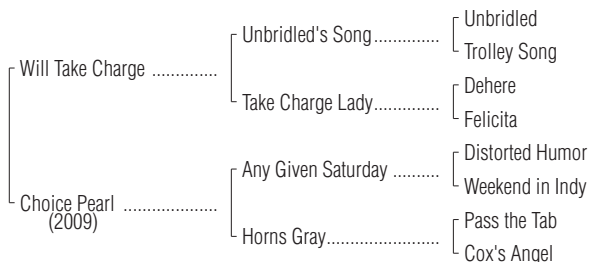 Unbridled
Unbridled's Song..............
Trolley Song
Will Take Charge ..............
Dehere
Take Charge Lady..............
Felicita
Distorted Humor
Any Given Saturday ..........
Weekend in Indy
Choice Pearl ....................
(2009)
Pass the Tab
Horns Gray........................
Cox's Angel